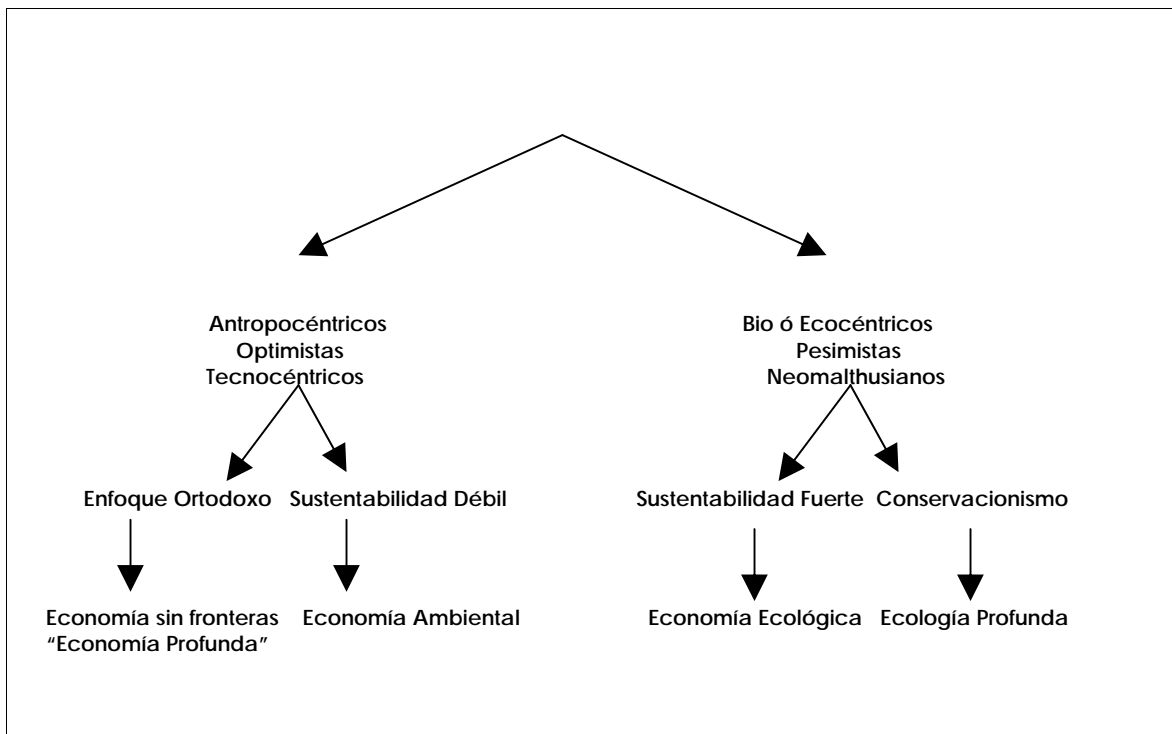 Antropocéntricos
Optimistas
Tecnocéntricos
Bio ó Ecocéntricos
Pesimistas
Neomalthusianos
Enfoque Ortodoxo
Sustentabilidad Débil
Sustentabilidad Fuerte
Conservacionismo
Economía sin fronteras
“Economía Profunda”
Economía Ambiental
Economía Ecológica
Ecología Profunda